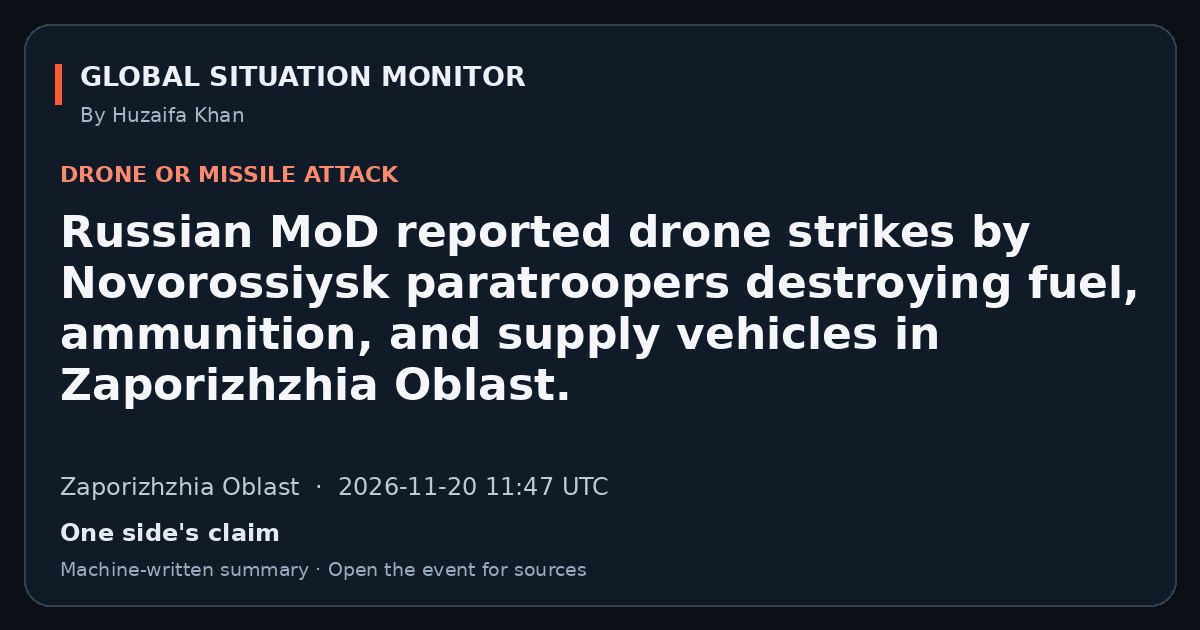 GLOBAL SITUATION MONITOR
By Huzaifa Khan
DRONE OR MISSILE ATTACK
Russian MoD reported drone strikes by
Novorossiysk paratroopers destroying fuel,
ammunition, and supply vehicles in
Zaporizhzhia Oblast.
Zaporizhzhia Oblast · 2026-11-20 11:47 UTC
One side's claim
Machine-written summary · Open the event for sources